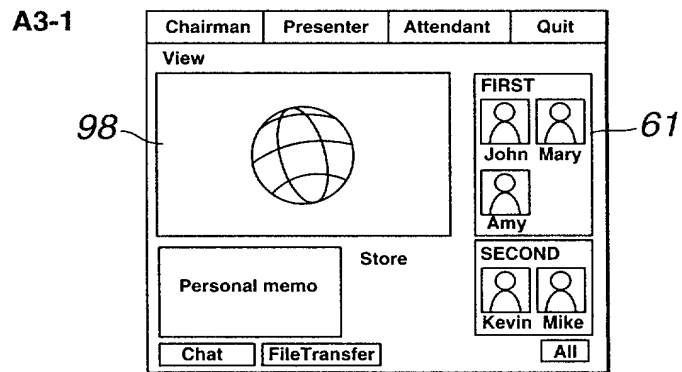 A3-1
Chairman Presenter Attendant Quit
View
98
FIRST
61
John Mary
Amy
Store
Personal memo
SECOND
Kevin Mike
Chat FileTransfer All